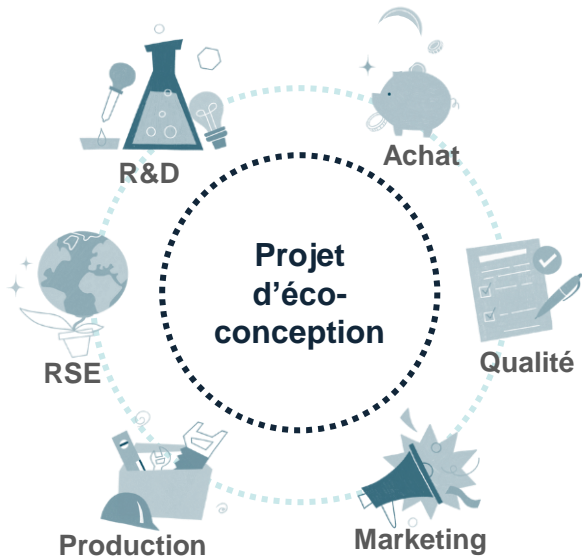 R&D
Achat
Projet
d’éco-
conception
RSE
Qualité
Production
Marketing